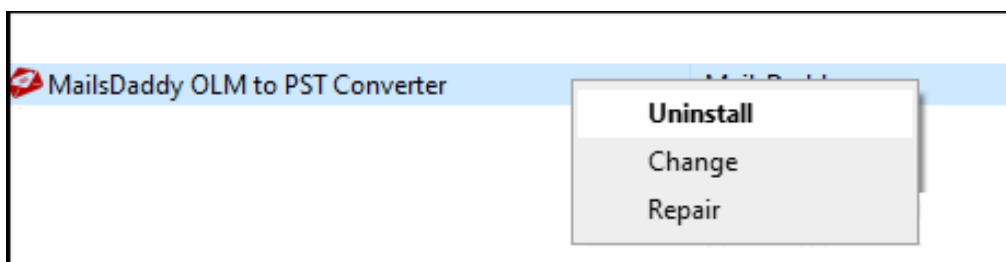 MailsDaddy OLM to PST Converter
Uninstall
Change
Repair